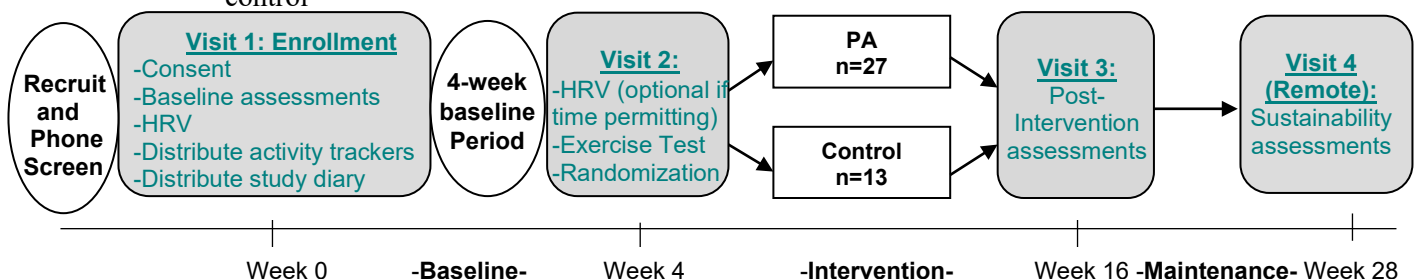 control
Recruit
and
Phone
Screen
Visit 1: Enrollment
-Consent
-Baseline assessments
-HRV
-Distribute activity trackers
-Distribute study diary
4-week
baseline
Period
Visit 2:
-HRV (optional if
time permitting)
-Exercise Test
-Randomization
PA
n=27
Control
n=13
Visit 3:
Post-
Intervention
assessments
Visit 4
(Remote):
Sustainability
assessments
Week 0 -Baseline- Week 4 -Intervention- Week 16 -Maintenance- Week 28